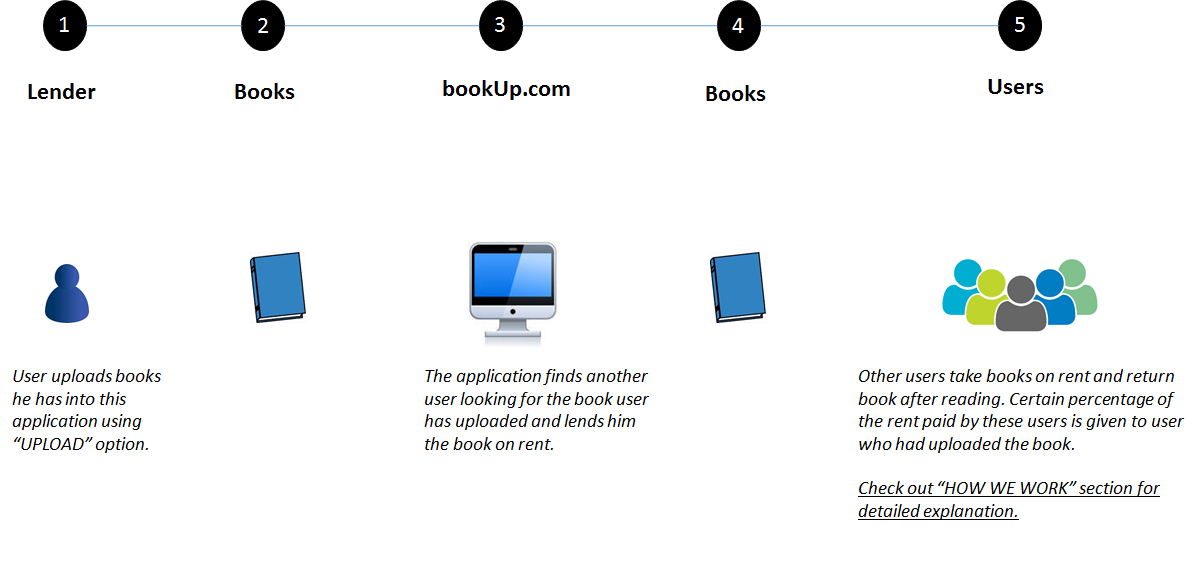 1 2 3 4 5
Lender Books bookUp.com Books Users
User uploads books
he has into this
application using
“UPLOAD” option.
The application finds another
user looking for the book user
has uploaded and lends him
the book on rent.
Other users take books on rent and return
book after reading. Certain percentage of
the rent paid by these users is given to user
who had uploaded the book.
Check out “HOW WE WORK” section for
detailed explanation.